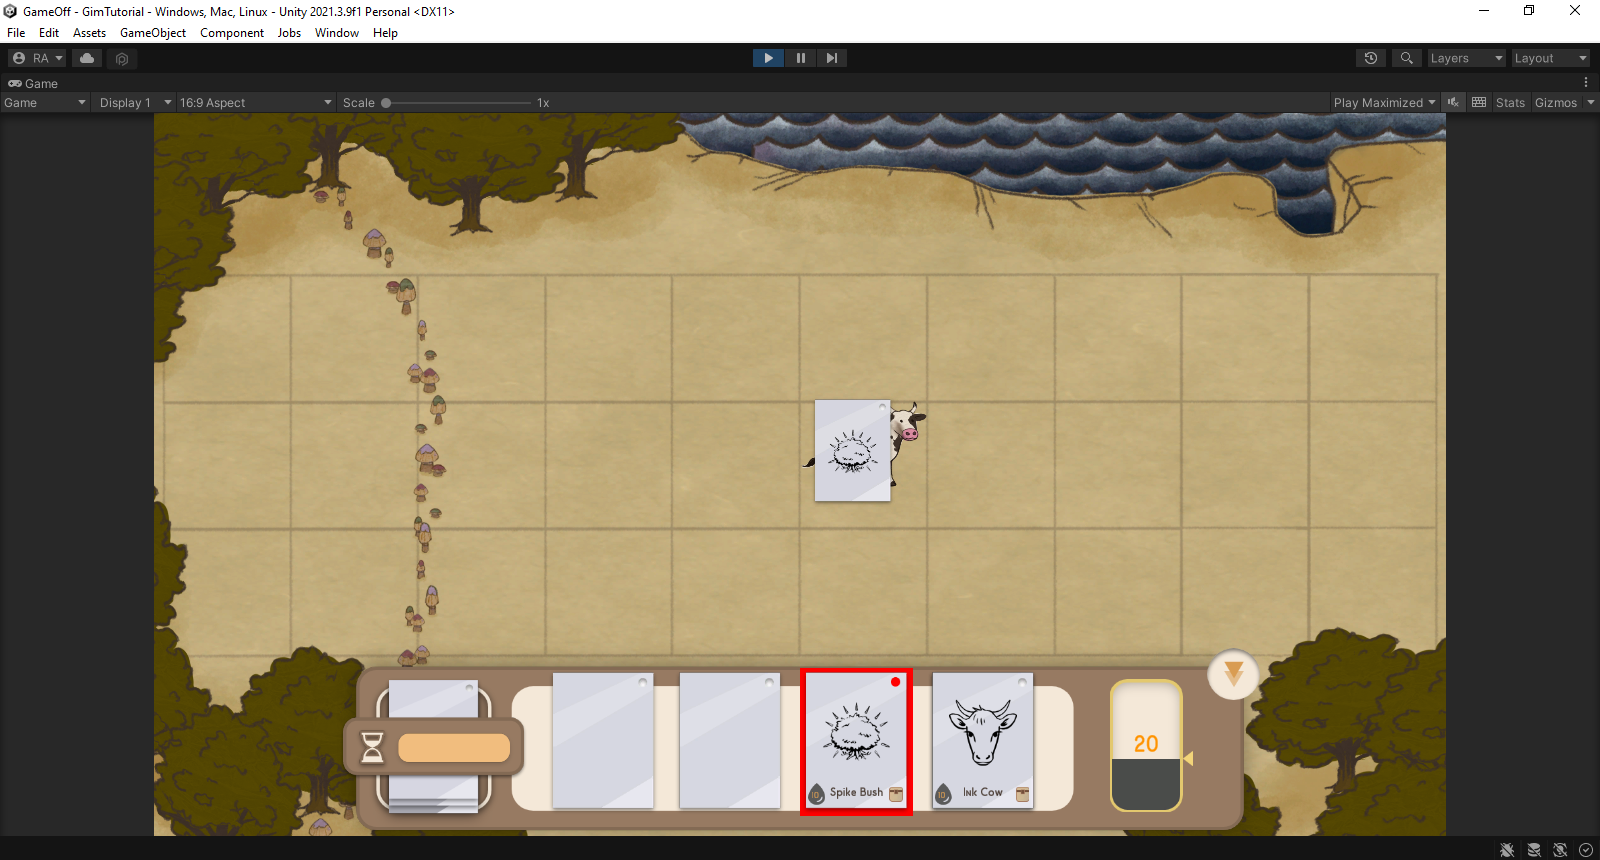 GameOff - GimTutorial - Windows, Mac, Linux - Unity 2021.3.9f1 Personal <DX11>
File Edit Assets GameObject Component Jobs Window Help
RA Layers Layout
Game
Game Display 1 16:9 Aspect Scale 1x Play Maximized Stats Gizmos
20
10 Spike Bush
10 Ink Cow